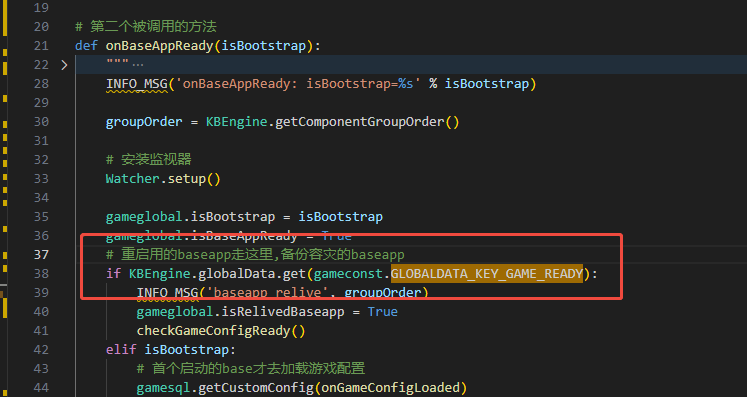 19
20 # 第二个被调用的方法
21 def onBaseAppReady(isBootstrap):
22 """…
28 INFO_MSG('onBaseAppReady: isBootstrap=%s' % isBootstrap)
29
30 groupOrder = KBEngine.getComponentGroupOrder()
31
32 # 安装监视器
33 Watcher.setup()
34
35 gameglobal.isBootstrap = isBootstrap
36 gameglobal.isBaseAppReady = True
37 # 重启用的baseapp走这里,备份容灾的baseapp
38 if KBEngine.globalData.get(gameconst.GLOBALDATA_KEY_GAME_READY):
39 INFO_MSG('baseapp relive', groupOrder)
40 gameglobal.isRelivedBaseapp = True
41 checkGameConfigReady()
42 elif isBootstrap:
43 # 首个启动的base才去加载游戏配置
44 gamesql.getCustomConfig(onGameConfigLoaded)